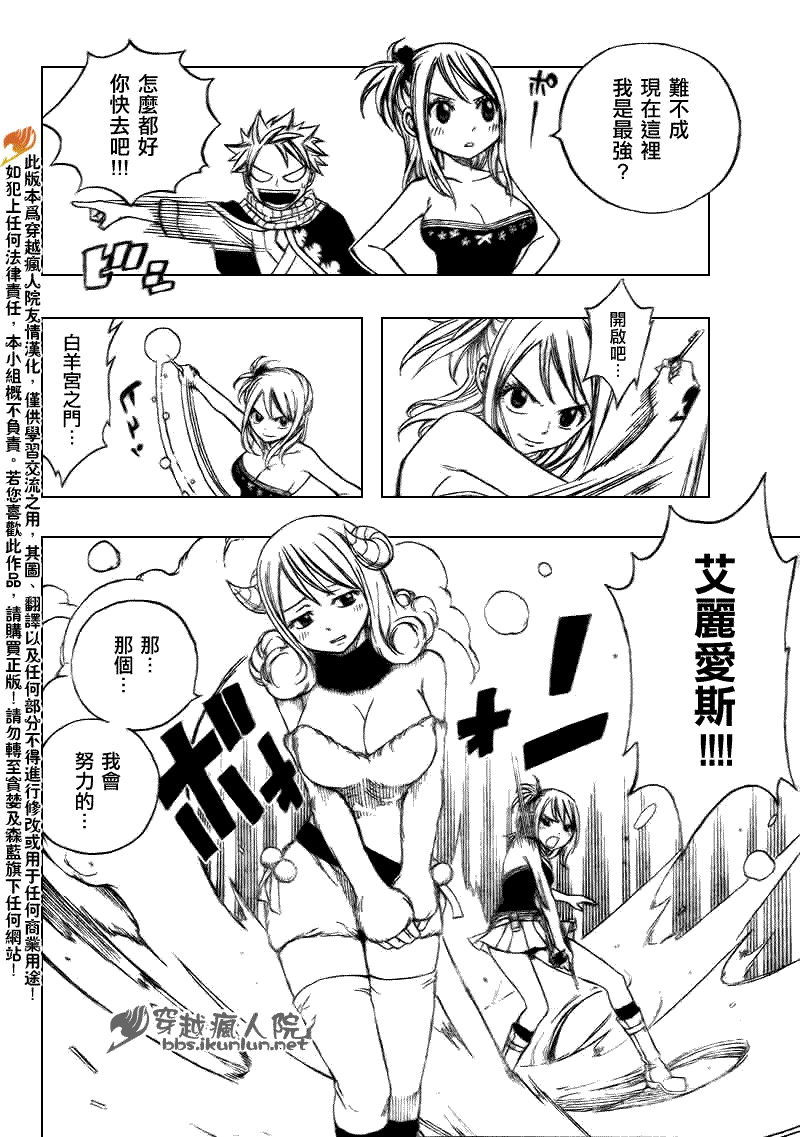 難不成
現在這裡
我是最強？
ポー
怎麼都好
你快去吧!!!
ビシ
開啟吧…
白羊宮之門…
ヒュン
艾麗愛斯!!!!
ボボォン
那…
那個…
我會
努力的…
此版本爲穿越瘋人院友情漢化，僅供學習交流之用，其圖、翻譯以及任何部分不得進行修改或用于任何商業用途！
如犯上任何法律責任，本小組概不負責。若您喜歡此作品，請購買正版！請勿轉至貪婪及森藍旗下任何網站！
穿越瘋人院
bbs.ikunlun.net